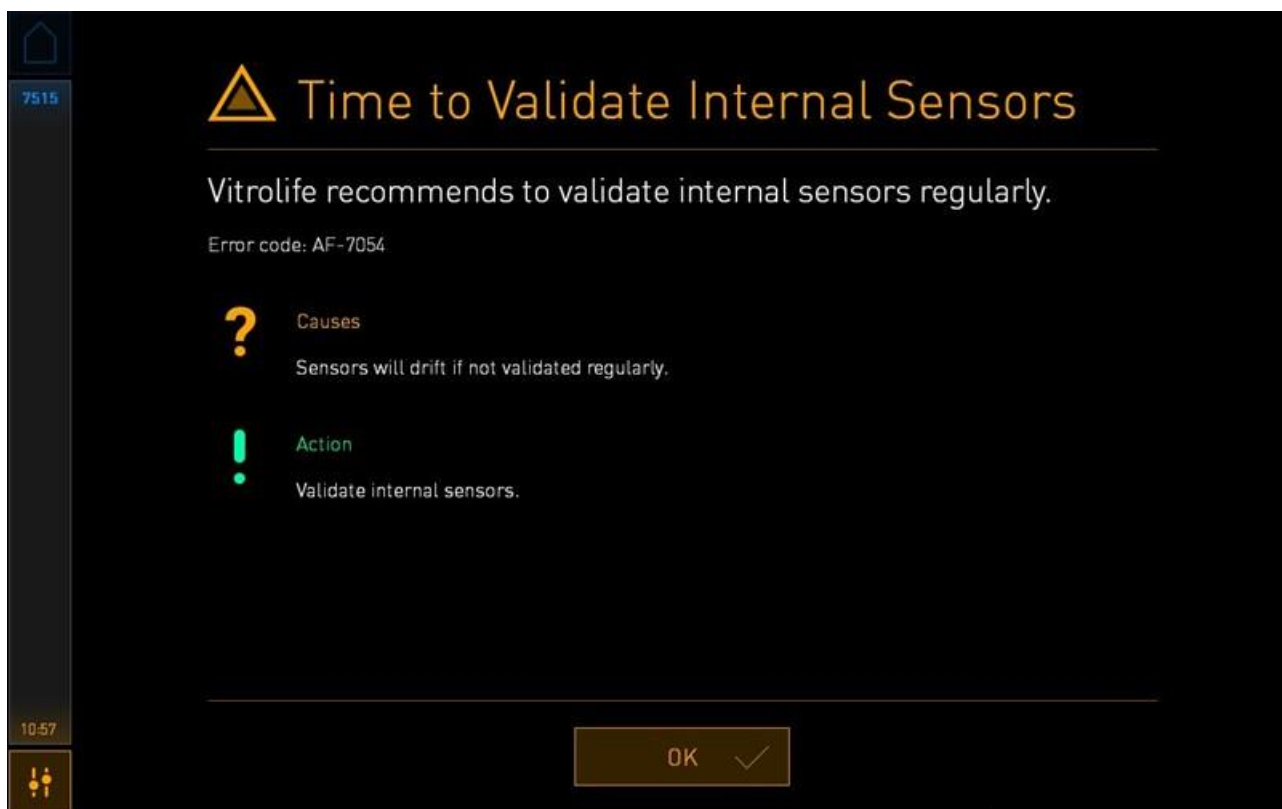 7515
Time to Validate Internal Sensors
Vitrolife recommends to validate internal sensors regularly.
Error code: AF-7054
Causes
Sensors will drift if not validated regularly.
Action
Validate internal sensors.
10:57
OK